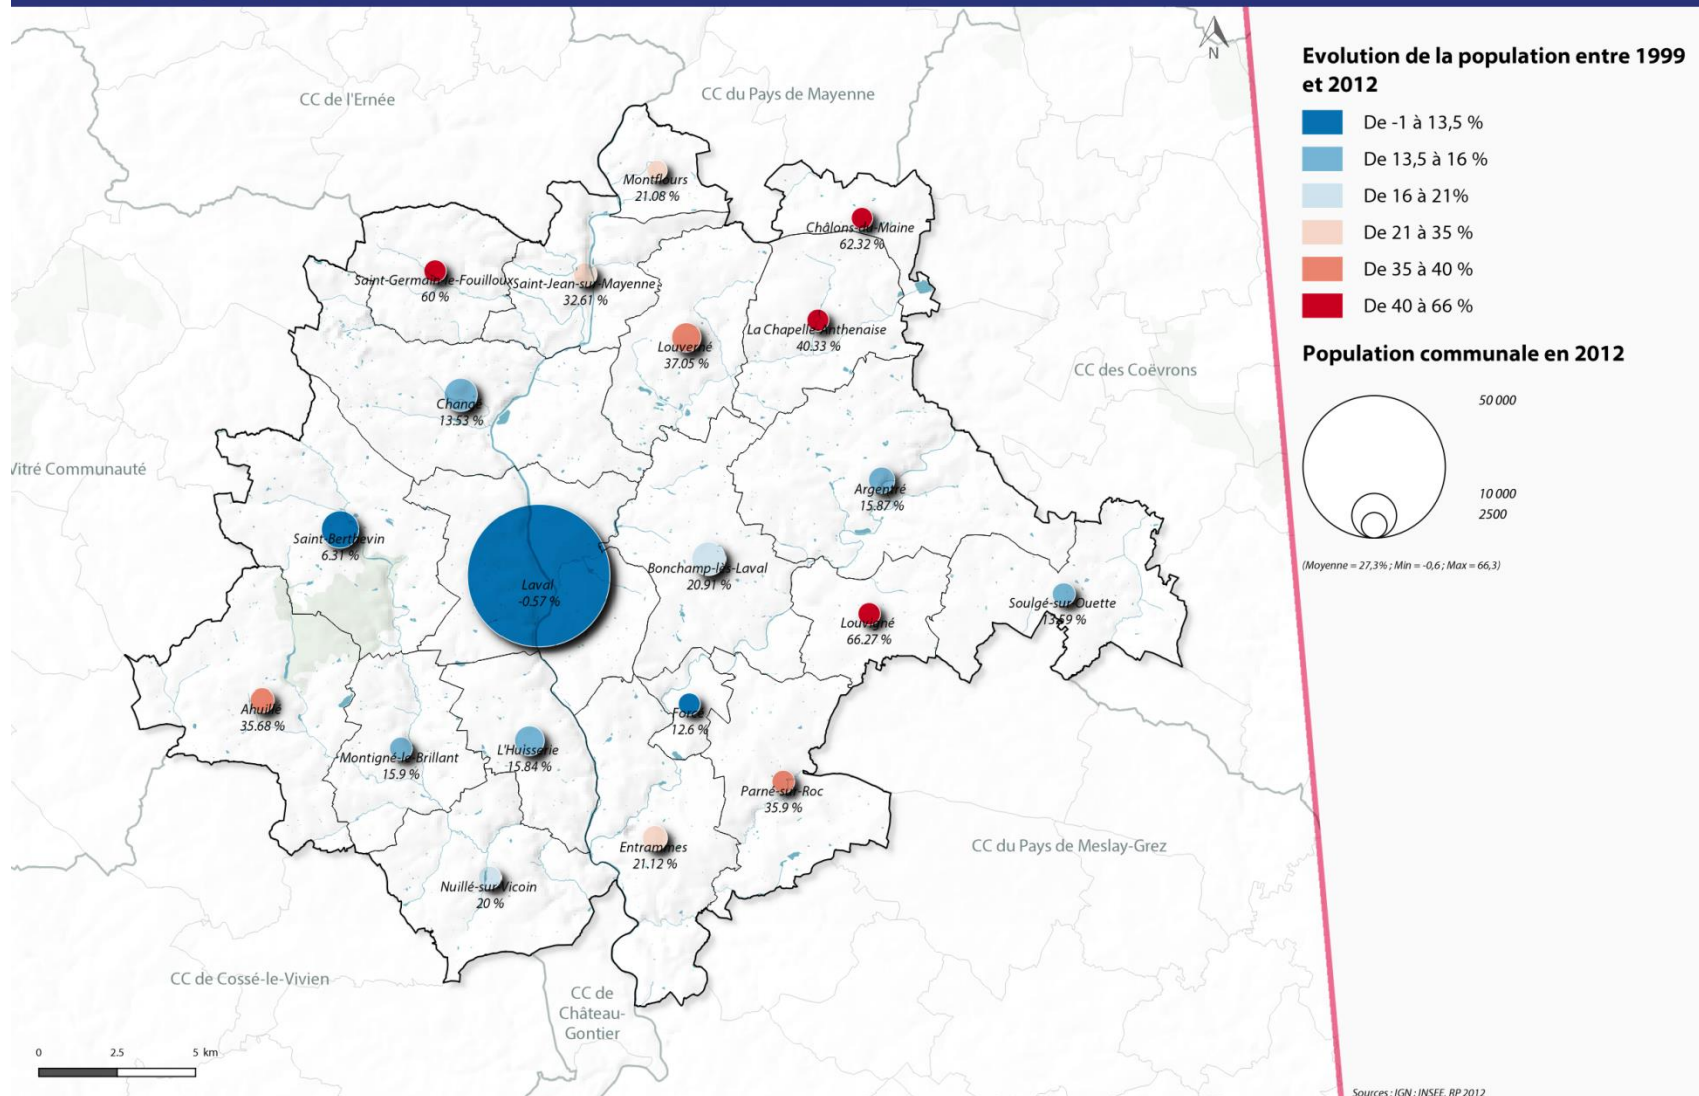 N
CC de l'Ernée
CC du Pays de Mayenne
Montflours
21.08 %
Châlons-du-Maine
62.32 %
Saint-Germain-le-Fouilloux
60 %
Saint-Jean-sur-Mayenne
32.61 %
Louverné
37.05 %
La Chapelle-Anthenaise
40.33 %
CC des Coëvrons
Changé
13.53 %
Vitré Communauté
Argentré
15.87 %
Saint-Berthevin
6.31 %
Bonchamp-lès-Laval
20.91 %
Laval
-0.57 %
Soulgé-sur-Ouette
13.59 %
Louvigné
66.27 %
Ahuillé
35.68 %
Forcé
12.6 %
Montigné-le-Brillant
15.9 %
L'Huisserie
15.84 %
Parné-sur-Roc
35.9 %
Entrammes
21.12 %
CC du Pays de Meslay-Grez
Nuillé-sur-Vicoin
20 %
CC de Cossé-le-Vivien
CC de
Château-
Gontier
0 2.5 5 km
Evolution de la population entre 1999
et 2012
De -1 à 13,5 %
De 13,5 à 16 %
De 16 à 21%
De 21 à 35 %
De 35 à 40 %
De 40 à 66 %
Population communale en 2012
50 000
10 000
2500
(Moyenne = 27,3% ; Min = -0,6 ; Max = 66,3)
Sources : IGN ; INSEE, RP 2012